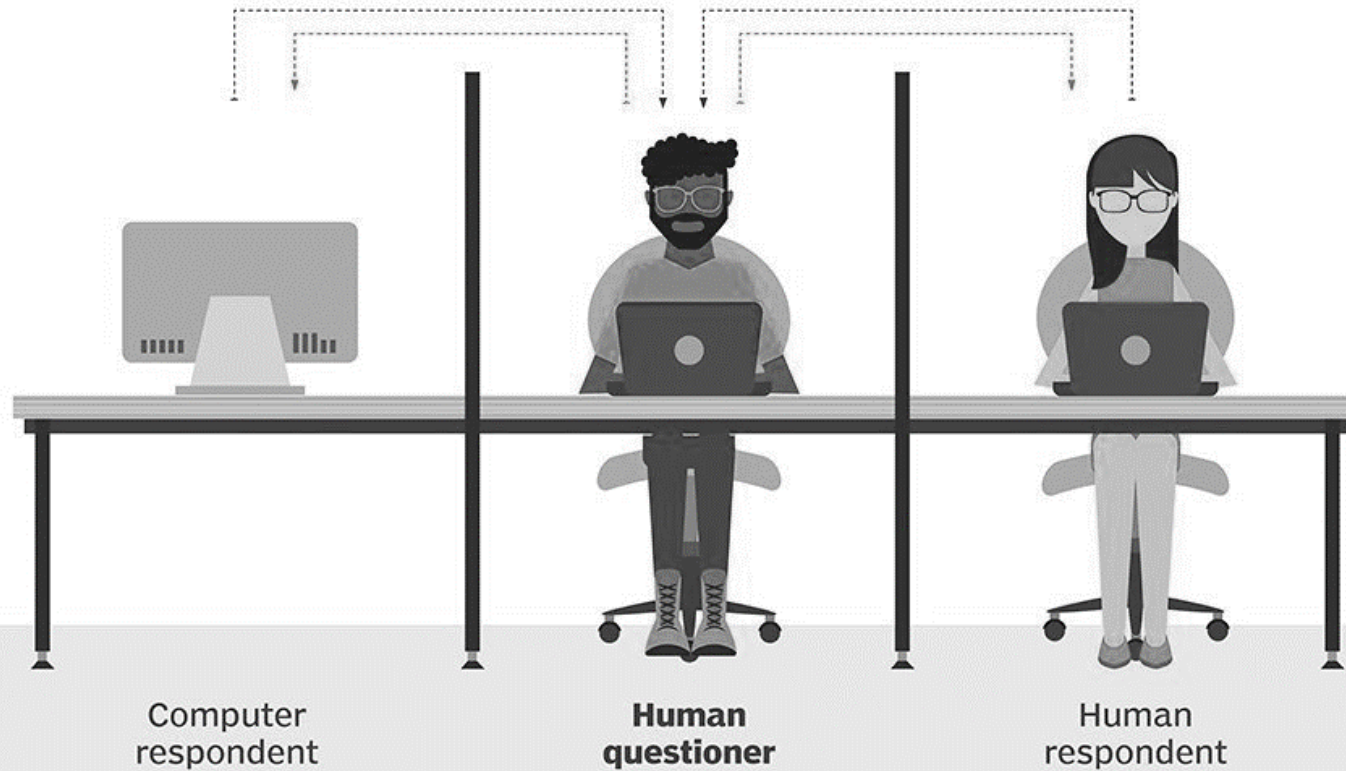 Computer
respondent
Human
questioner
Human
respondent